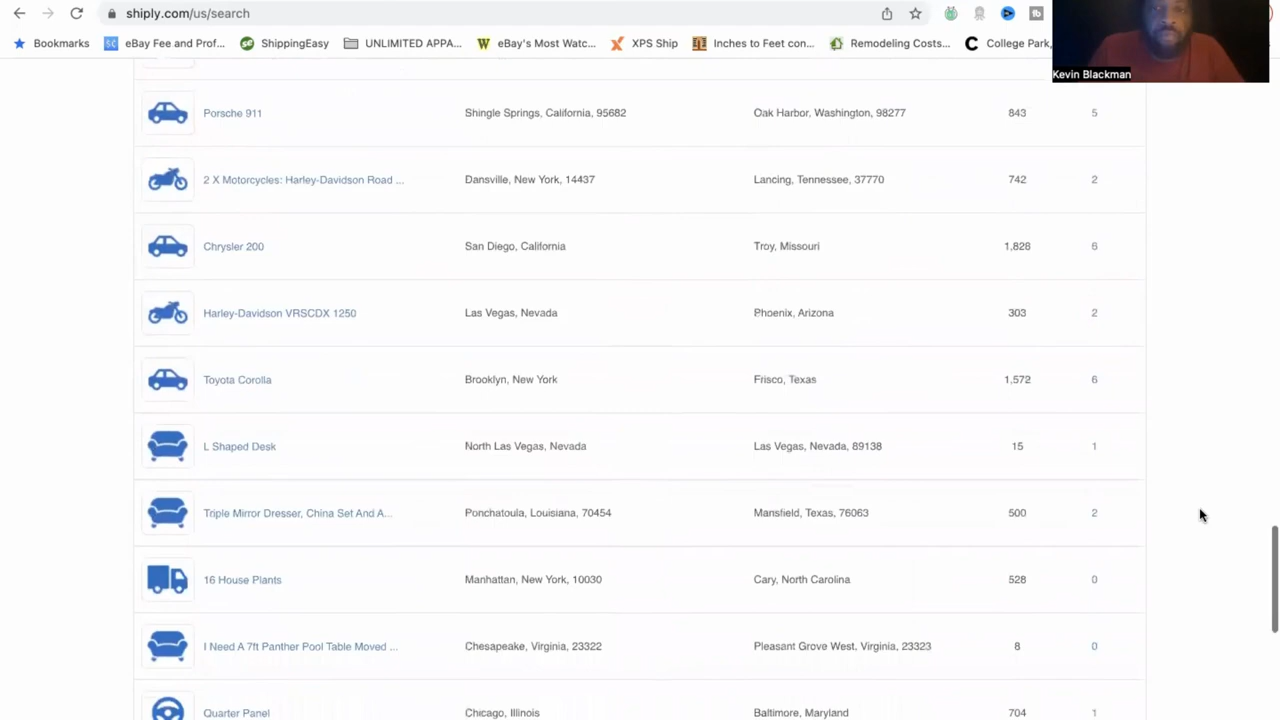 shiply.com/us/search
Bookmarks eBay Fee and Prof... ShippingEasy UNLIMITED APPA... eBay's Most Watc... XPS Ship Inches to Feet con... Remodeling Costs... College Park,
Kevin Blackman
Porsche 911 Shingle Springs, California, 95682 Oak Harbor, Washington, 98277 843 5
2 X Motorcycles: Harley-Davidson Road ... Dansville, New York, 14437 Lancing, Tennessee, 37770 742 2
Chrysler 200 San Diego, California Troy, Missouri 1,828 6
Harley-Davidson VRSCDX 1250 Las Vegas, Nevada Phoenix, Arizona 303 2
Toyota Corolla Brooklyn, New York Frisco, Texas 1,572 6
L Shaped Desk North Las Vegas, Nevada Las Vegas, Nevada, 89138 15 1
Triple Mirror Dresser, China Set And A... Ponchatoula, Louisiana, 70454 Mansfield, Texas, 76063 500 2
16 House Plants Manhattan, New York, 10030 Cary, North Carolina 528 0
I Need A 7ft Panther Pool Table Moved ... Chesapeake, Virginia, 23322 Pleasant Grove West, Virginia, 23323 8 0
Quarter Panel Chicago, Illinois Baltimore, Maryland 704 1